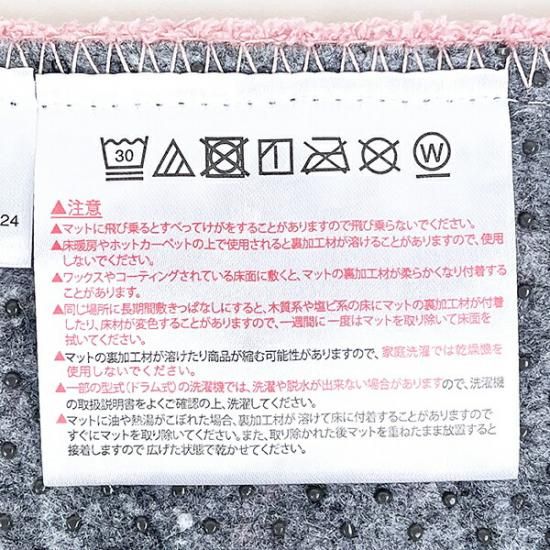 30
W
24
▲注意
▲マットに飛び乗るとすべってけがをすることがありますので飛び乗らないでください。
▲床暖房やホットカーペットの上で使用されると裏加工材が溶けることがありますので、使用
しないでください。
▲ワックスやコーティングされている床面に敷くと、マットの裏加工材が柔らかくなり付着する
ことがあります。
▲同じ場所に長期間敷きっぱなしにすると、木質系や塩ビ系の床にマットの裏加工材が付着
したり、床材が変色することがありますので、一週間に一度はマットを取り除いて床面を
拭いてください。
▲マットの裏加工材が溶けたり商品が縮む可能性がありますので、家庭洗濯では乾燥機を
使用しないでください。
▲一部の型式(ドラム式)の洗濯機では、洗濯や脱水が出来ない場合がありますので、洗濯機
の取扱説明書をよくご確認の上、洗濯してください。
▲マットに油や熱湯がこぼれた場合、裏加工材が溶けて床に付着することがありますので
すぐにマットを取り除いてください。また、取り除かれた後マットを重ねたまま放置すると
接着しますので広げた状態で乾かせてください。